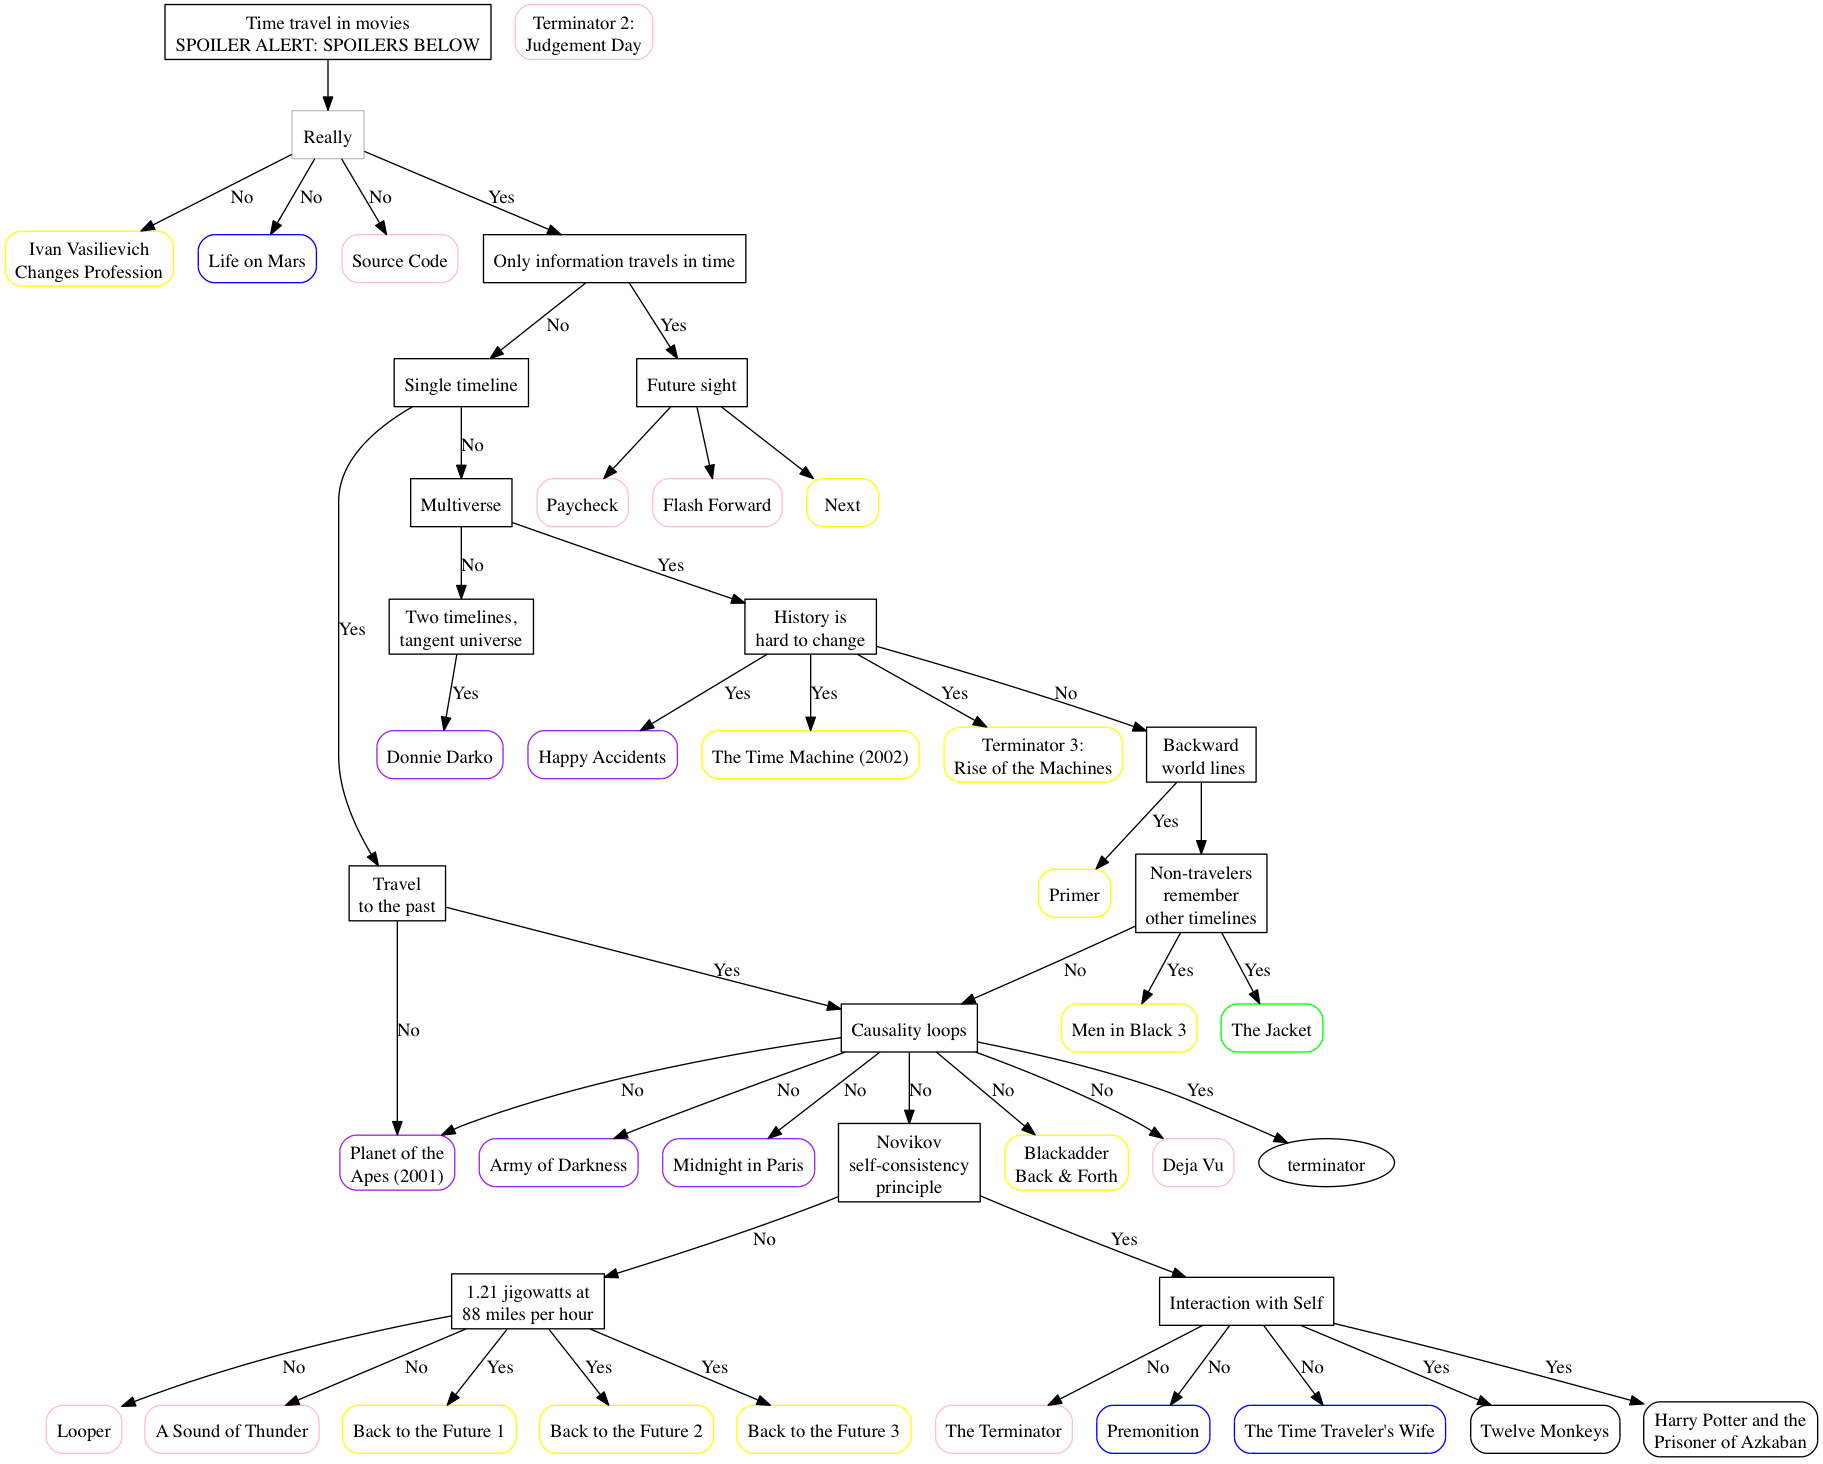 Time travel in movies
SPOILER ALERT: SPOILERS BELOW
Terminator 2:
Judgement Day
Really
No
No
No
Yes
Ivan Vasilievich
Changes Profession
Life on Mars
Source Code
Only information travels in time
No
Yes
Single timeline
Future sight
No
Multiverse
Paycheck
Flash Forward
Next
No
Yes
Yes
Two timelines,
tangent universe
History is
hard to change
Yes
Yes
Yes
Yes
No
Donnie Darko
Happy Accidents
The Time Machine (2002)
Terminator 3:
Rise of the Machines
Backward
world lines
Yes
Travel
to the past
Primer
Non-travelers
remember
other timelines
Yes
No
Yes
Yes
No
Causality loops
Men in Black 3
The Jacket
No
No
No
No
No
No
Yes
Planet of the
Apes (2001)
Army of Darkness
Midnight in Paris
Novikov
self-consistency
principle
Blackadder
Back & Forth
Deja Vu
terminator
No
Yes
1.21 jigowatts at
88 miles per hour
Interaction with Self
No
No
Yes
Yes
Yes
No
No
No
Yes
Yes
Looper
A Sound of Thunder
Back to the Future 1
Back to the Future 2
Back to the Future 3
The Terminator
Premonition
The Time Traveler's Wife
Twelve Monkeys
Harry Potter and the
Prisoner of Azkaban